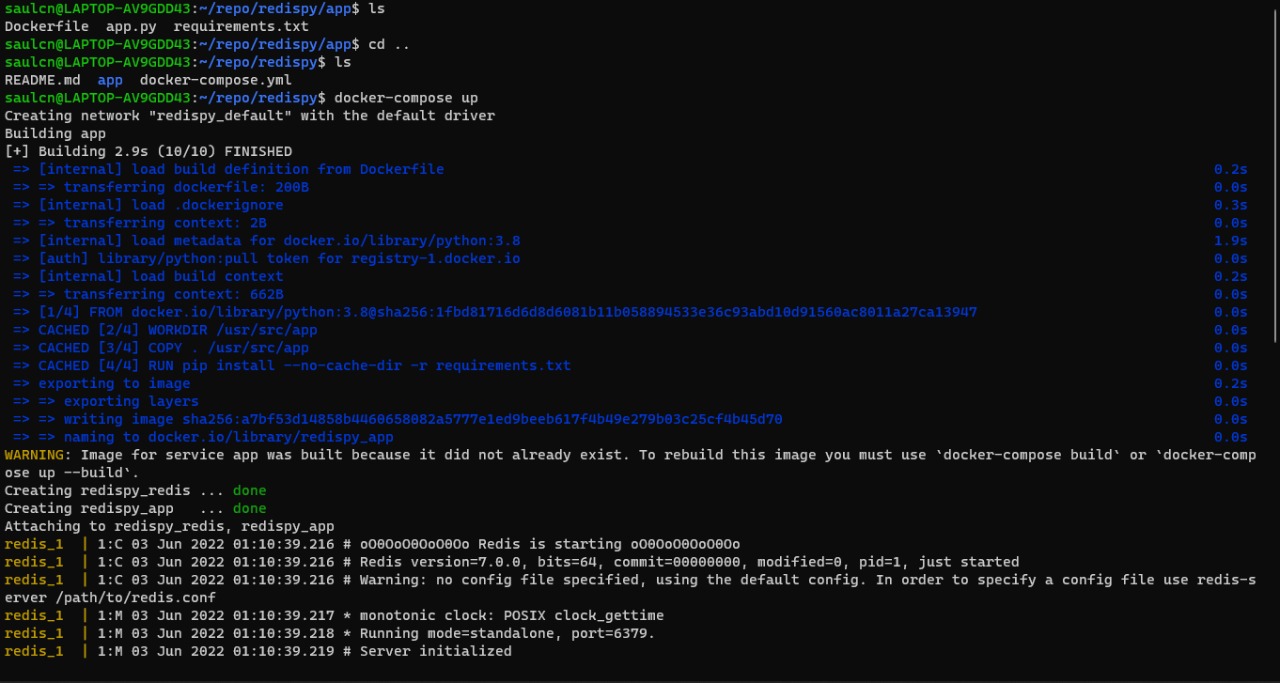 saulcn@LAPTOP-AV9GDD43:~/repo/redispy/app$ ls
Dockerfile  app.py  requirements.txt
saulcn@LAPTOP-AV9GDD43:~/repo/redispy/app$ cd ..
saulcn@LAPTOP-AV9GDD43:~/repo/redispy$ ls
README.md  app  docker-compose.yml
saulcn@LAPTOP-AV9GDD43:~/repo/redispy$ docker-compose up
Creating network "redispy_default" with the default driver
Building app
[+] Building 2.9s (10/10) FINISHED
 => [internal] load build definition from Dockerfile 0.2s
 => => transferring dockerfile: 200B 0.0s
 => [internal] load .dockerignore 0.3s
 => => transferring context: 2B 0.0s
 => [internal] load metadata for docker.io/library/python:3.8 1.9s
 => [auth] library/python:pull token for registry-1.docker.io 0.0s
 => [internal] load build context 0.2s
 => => transferring context: 662B 0.0s
 => [1/4] FROM docker.io/library/python:3.8@sha256:1fbd81716d6d8d6081b11b058894533e36c93abd10d91560ac8011a27ca13947 0.0s
 => CACHED [2/4] WORKDIR /usr/src/app 0.0s
 => CACHED [3/4] COPY . /usr/src/app 0.0s
 => CACHED [4/4] RUN pip install --no-cache-dir -r requirements.txt 0.0s
 => exporting to image 0.2s
 => => exporting layers 0.0s
 => => writing image sha256:a7bf53d14858b4460658082a5777e1ed9beeb617f4b49e279b03c25cf4b45d70 0.0s
 => => naming to docker.io/library/redispy_app 0.0s
WARNING: Image for service app was built because it did not already exist. To rebuild this image you must use `docker-compose build` or `docker-comp
ose up --build`.
Creating redispy_redis ... done
Creating redispy_app   ... done
Attaching to redispy_redis, redispy_app
redis_1  | 1:C 03 Jun 2022 01:10:39.216 # oO0OoO0OoO0Oo Redis is starting oO0OoO0OoO0Oo
redis_1  | 1:C 03 Jun 2022 01:10:39.216 # Redis version=7.0.0, bits=64, commit=00000000, modified=0, pid=1, just started
redis_1  | 1:C 03 Jun 2022 01:10:39.216 # Warning: no config file specified, using the default config. In order to specify a config file use redis-s
erver /path/to/redis.conf
redis_1  | 1:M 03 Jun 2022 01:10:39.217 * monotonic clock: POSIX clock_gettime
redis_1  | 1:M 03 Jun 2022 01:10:39.218 * Running mode=standalone, port=6379.
redis_1  | 1:M 03 Jun 2022 01:10:39.219 # Server initialized